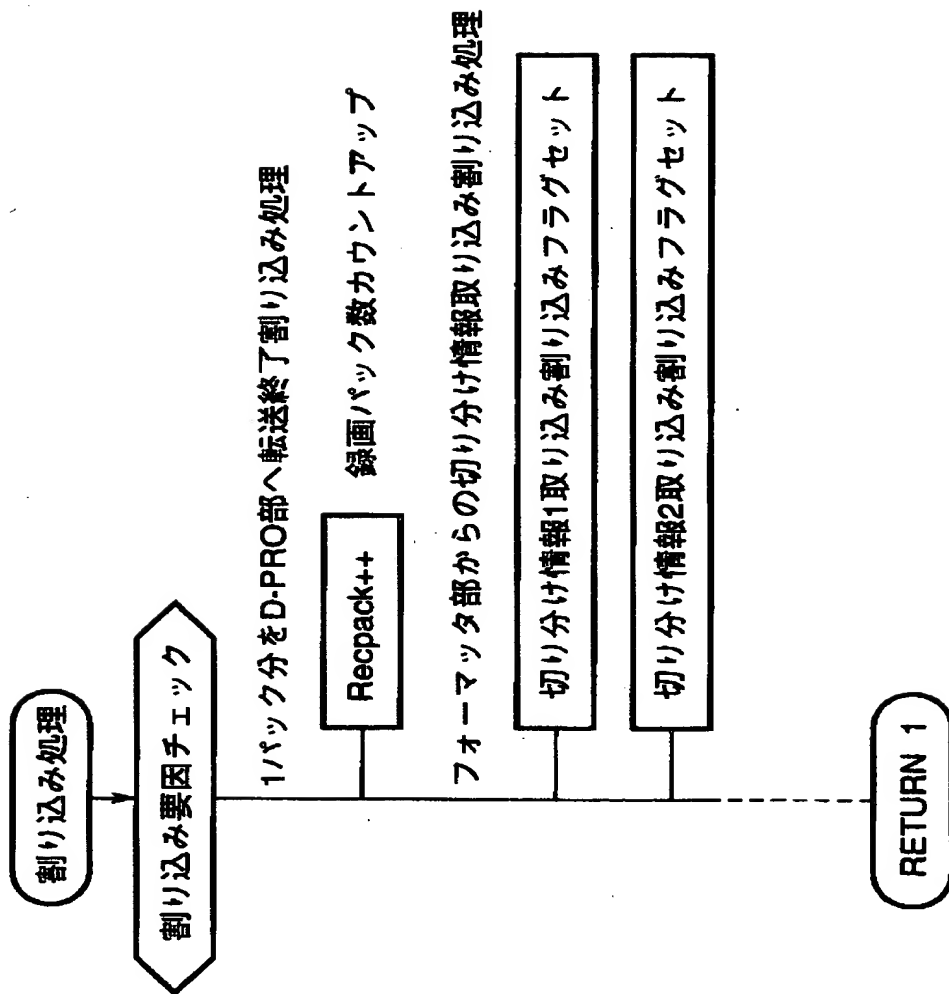 割り込み処理
割り込み要因チェック
1パック分をD-PRO部へ転送終了割り込み処理
Recpack++
録画パック数カウントアップ
フォーマッタ部からの切り分け情報取り込み割り込み処理
切り分け情報1取り込み割り込みフラグセット
切り分け情報2取り込み割り込みフラグセット
RETURN 1